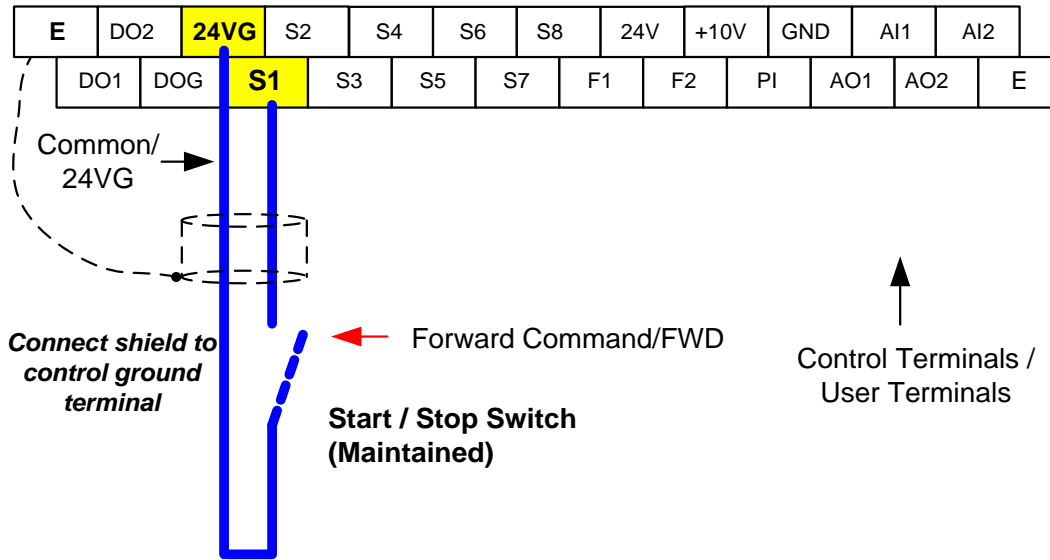 E DO2 24VG S2 S4 S6 S8 24V +10V GND AI1 AI2
DO1 DOG S1 S3 S5 S7 F1 F2 PI AO1 AO2 E
Common/
24VG
Connect shield to
control ground
terminal
Forward Command/FWD
Start / Stop Switch
(Maintained)
Control Terminals /
User Terminals